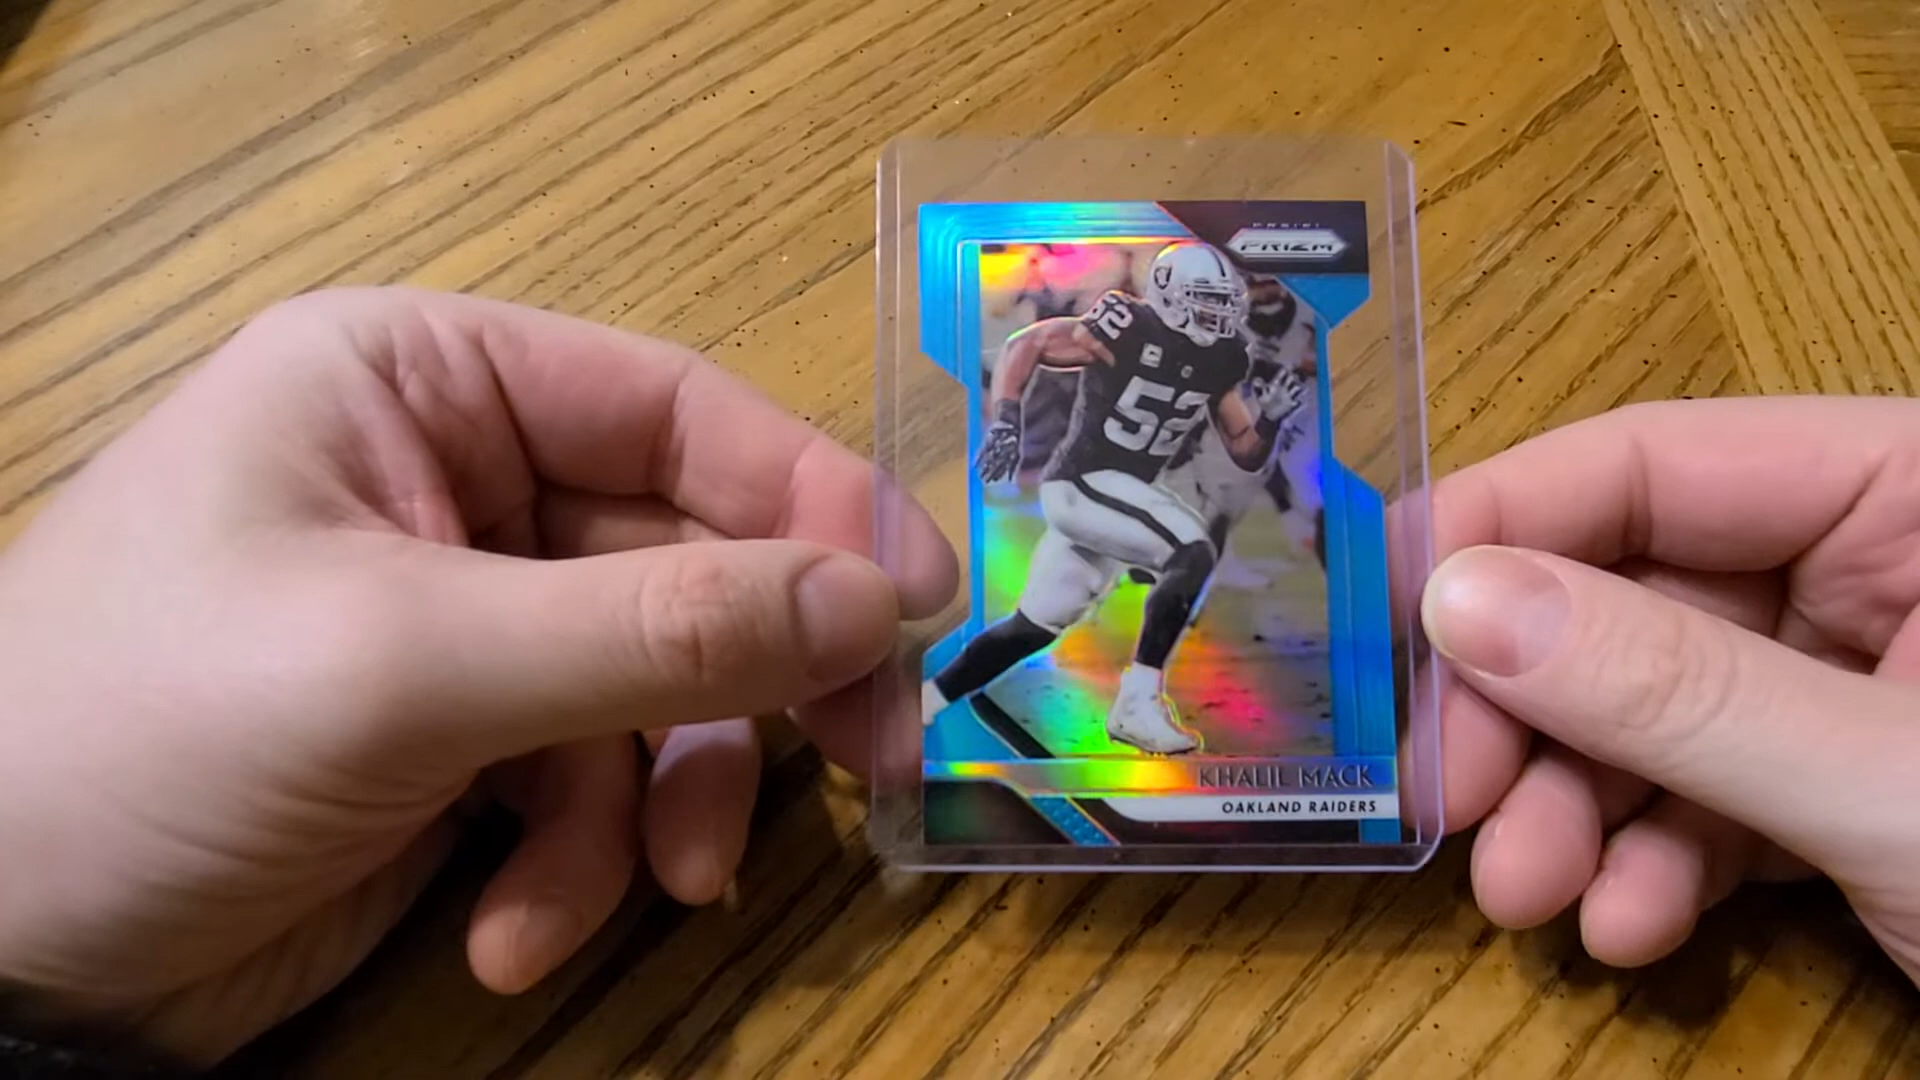 PANINI
PRIZM
52
52
KHALIL MACK
OAKLAND RAIDERS